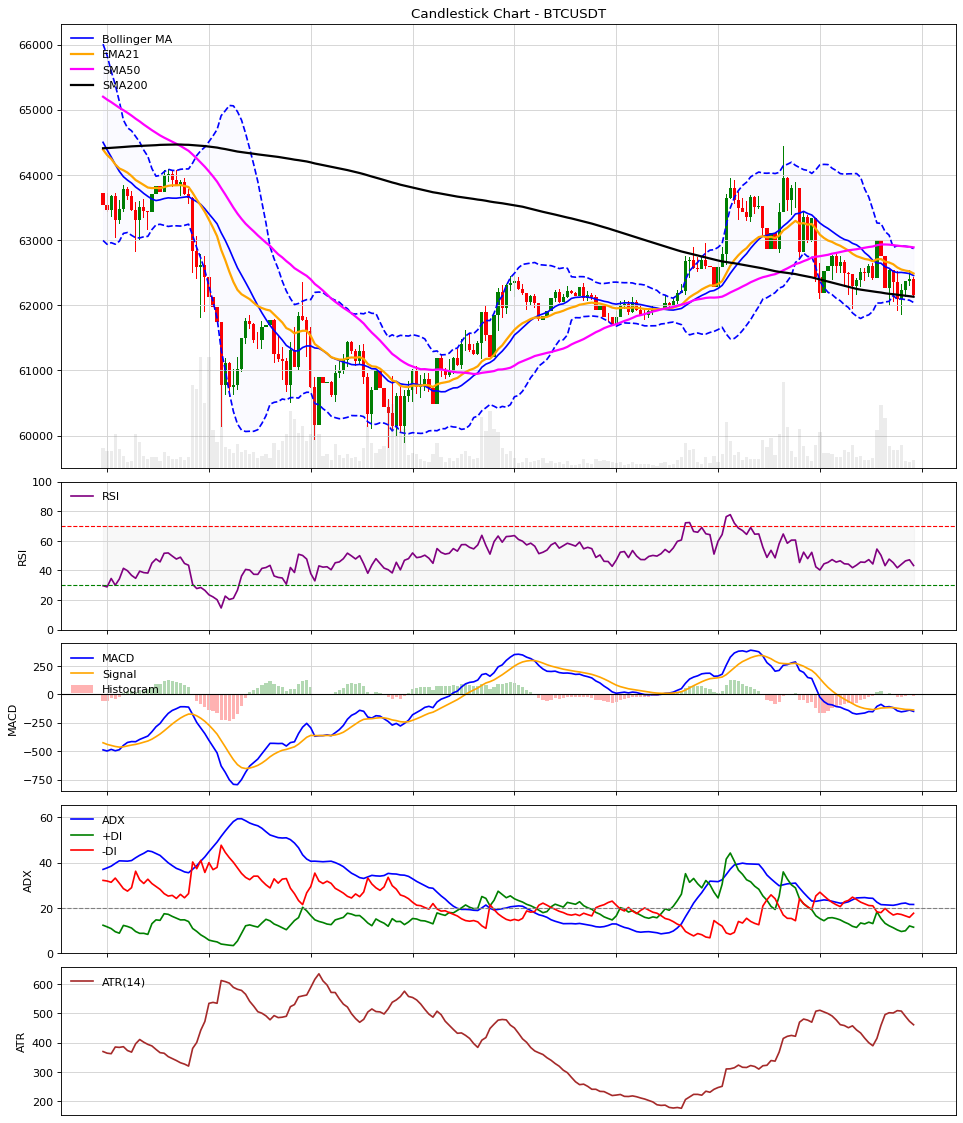 Candlestick Chart - BTCUSDT
Bollinger MA
EMA21
SMA50
SMA200
66000
65000
64000
63000
62000
61000
60000
RSI
100
80
60
40
20
0
RSI
MACD
Signal
Histogram
250
0
−250
−500
−750
MACD
ADX
+DI
-DI
60
40
20
0
ADX
ATR(14)
600
500
400
300
200
ATR